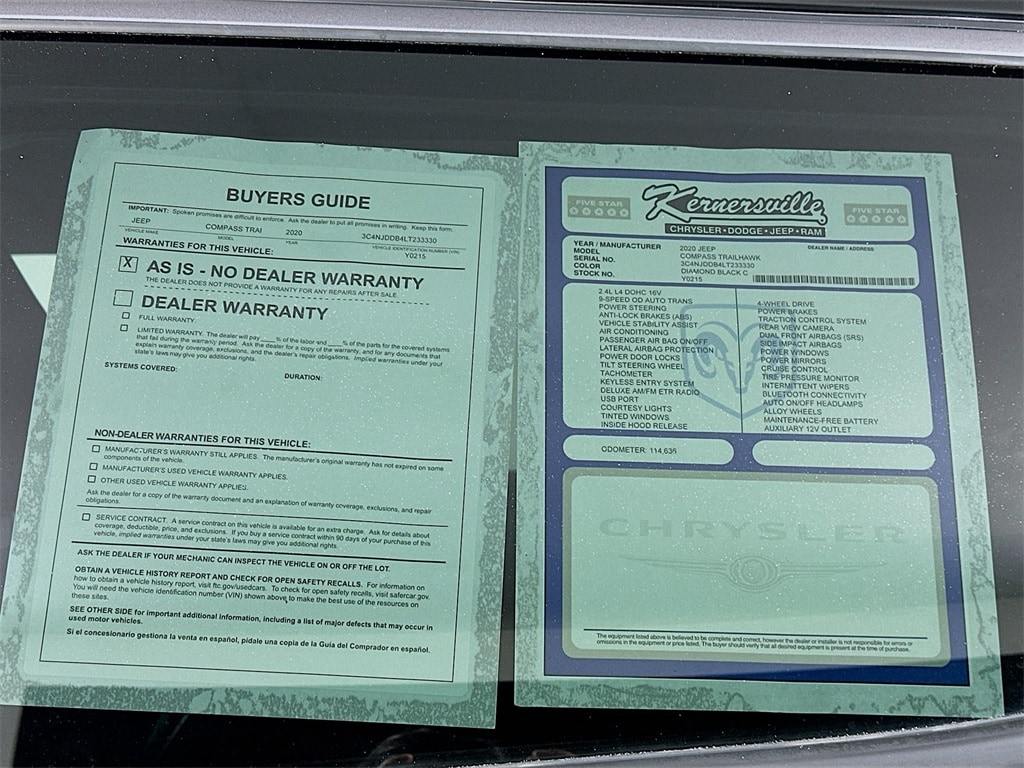 BUYERS GUIDE
IMPORTANT: Spoken promises are difficult to enforce. Ask the dealer to put all promises in writing. Keep this form.
JEEP COMPASS TRAI 2020 3C4NJDDB4LT233330
VEHICLE MAKE MODEL YEAR VEHICLE IDENTIFICATION NUMBER (VIN)
Y0215
WARRANTIES FOR THIS VEHICLE:
X AS IS - NO DEALER WARRANTY
THE DEALER DOES NOT PROVIDE A WARRANTY FOR ANY REPAIRS AFTER SALE.
DEALER WARRANTY
FULL WARRANTY
LIMITED WARRANTY. The dealer will pay ____% of the labor and ____% of the parts for the covered systems
that fail during the warranty period. Ask the dealer for a copy of the warranty, and for any documents that
explain warranty coverage, exclusions, and the dealer's repair obligations. Implied warranties under your
state's laws may give you additional rights.
SYSTEMS COVERED: DURATION:
NON-DEALER WARRANTIES FOR THIS VEHICLE:
MANUFACTURER'S WARRANTY STILL APPLIES. The manufacturer's original warranty has not expired on some
components of the vehicle.
MANUFACTURER'S USED VEHICLE WARRANTY APPLIES.
OTHER USED VEHICLE WARRANTY APPLIES.
Ask the dealer for a copy of the warranty document and an explanation of warranty coverage, exclusions, and repair
obligations.
SERVICE CONTRACT. A service contract on this vehicle is available for an extra charge. Ask for details about
coverage, deductible, price, and exclusions. If you buy a service contract within 90 days of your purchase of this
vehicle, implied warranties under your state's laws may give you additional rights.
ASK THE DEALER IF YOUR MECHANIC CAN INSPECT THE VEHICLE ON OR OFF THE LOT.
OBTAIN A VEHICLE HISTORY REPORT AND CHECK FOR OPEN SAFETY RECALLS. For information on
how to obtain a vehicle history report, visit ftc.gov/usedcars. To check for open safety recalls, visit safercar.gov.
You will need the vehicle identification number (VIN) shown above to make the best use of the resources on
these sites.
SEE OTHER SIDE for important additional information, including a list of major defects that may occur in
used motor vehicles.
Si el concesionario gestiona la venta en español, pídale una copia de la Guía del Comprador en español.
FIVE STAR Kernersville FIVE STAR
CHRYSLER • DODGE • JEEP • RAM
YEAR / MANUFACTURER 2020 JEEP DEALER NAME / ADDRESS
MODEL COMPASS TRAILHAWK
SERIAL NO. 3C4NJDDB4LT233330
COLOR DIAMOND BLACK C
STOCK NO. Y0215
2.4L L4 DOHC 16V
9-SPEED OD AUTO TRANS
POWER STEERING
ANTI-LOCK BRAKES (ABS)
VEHICLE STABILITY ASSIST
AIR CONDITIONING
PASSENGER AIR BAG ON/OFF
LATERAL AIRBAG PROTECTION
POWER DOOR LOCKS
TILT STEERING WHEEL
TACHOMETER
KEYLESS ENTRY SYSTEM
DELUXE AM/FM ETR RADIO
USB PORT
COURTESY LIGHTS
TINTED WINDOWS
INSIDE HOOD RELEASE
4-WHEEL DRIVE
POWER BRAKES
TRACTION CONTROL SYSTEM
REAR VIEW CAMERA
DUAL FRONT AIRBAGS (SRS)
SIDE IMPACT AIRBAGS
POWER WINDOWS
POWER MIRRORS
CRUISE CONTROL
TIRE PRESSURE MONITOR
INTERMITTENT WIPERS
BLUETOOTH CONNECTIVITY
AUTO ON/OFF HEADLAMPS
ALLOY WHEELS
MAINTENANCE-FREE BATTERY
AUXILIARY 12V OUTLET
ODOMETER: 114,636
CHRYSLER
The equipment listed above is believed to be complete and correct, however the dealer or installer is not responsible for errors or
omissions in the equipment or price listed. The buyer should verify that all desired equipment is present at the time of purchase.